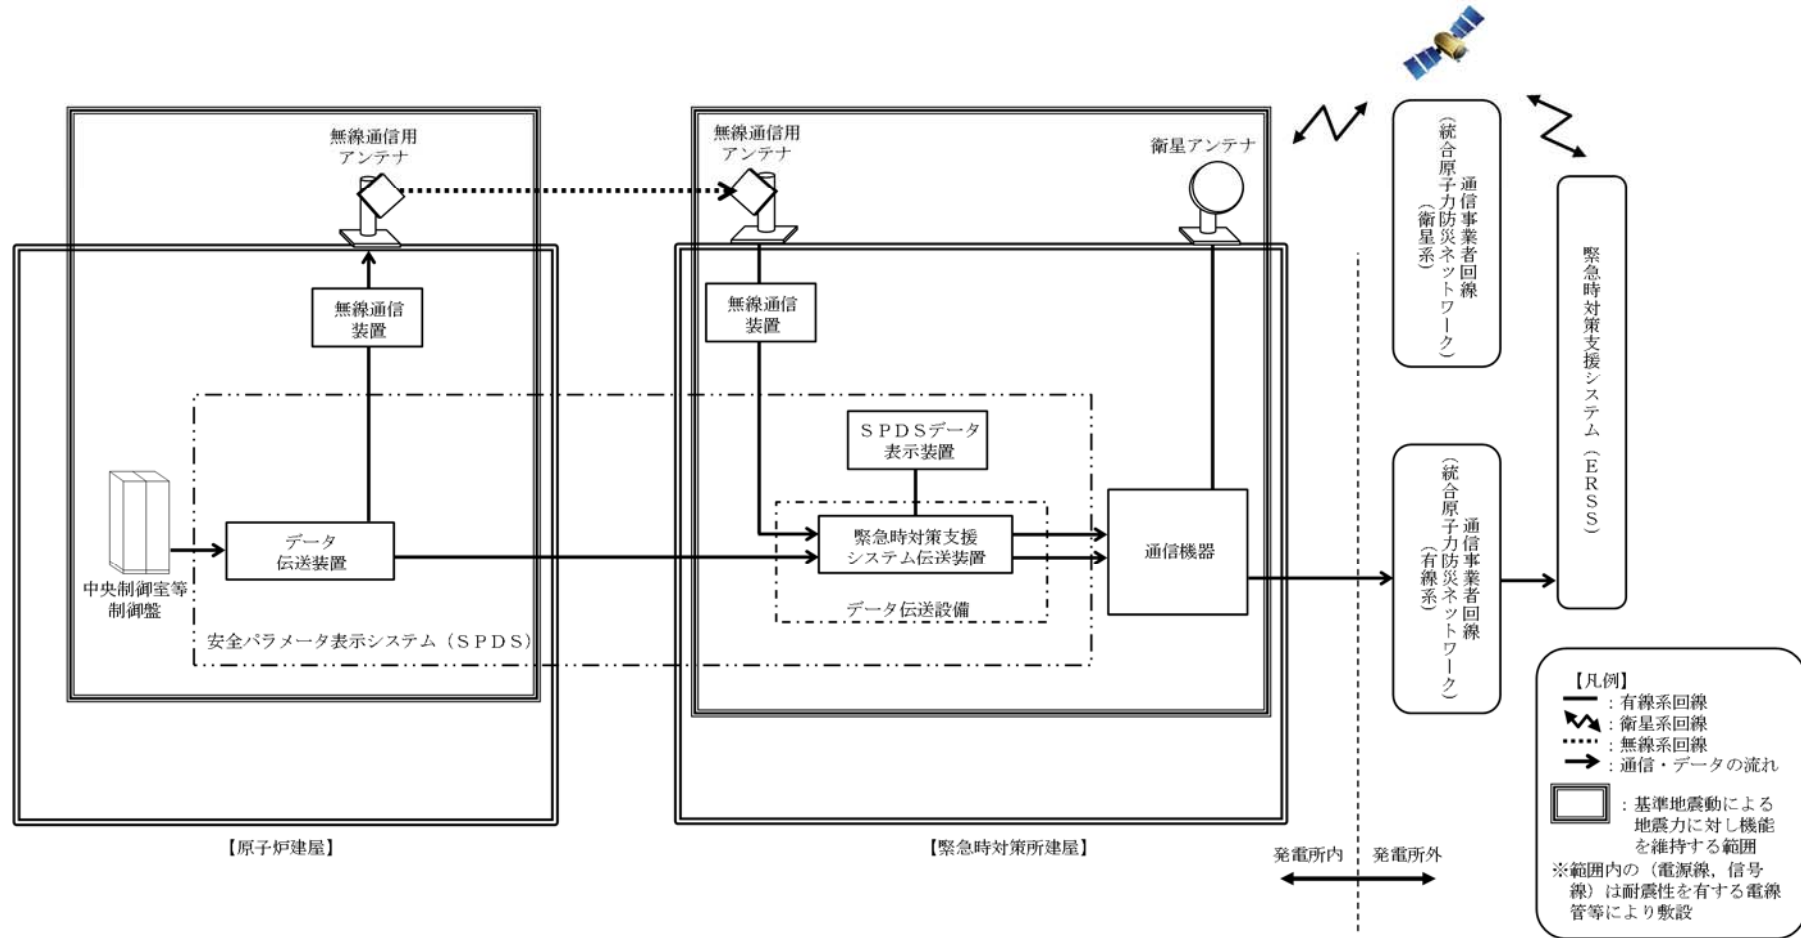 無線通信用
アンテナ
無線通信
装置
中央制御室等
制御盤
データ
伝送装置
安全パラメータ表示システム（ＳＰＤＳ）
【原子炉建屋】
無線通信用
アンテナ
衛星アンテナ
無線通信
装置
ＳＰＤＳデータ
表示装置
緊急時対策支援
システム伝送装置
データ伝送設備
通信機器
【緊急時対策所建屋】
発電所内
発電所外
通信事業者回線
（統合原子力防災ネットワーク）
（衛星系）
通信事業者回線
（統合原子力防災ネットワーク）
（有線系）
緊急時対策支援システム（ＥＲＳＳ）
【凡例】
：有線系回線
：衛星系回線
：無線系回線
：通信・データの流れ
：基準地震動による
地震力に対し機能
を維持する範囲
※範囲内の（電源線，信号
線）は耐震性を有する電線
管等により敷設